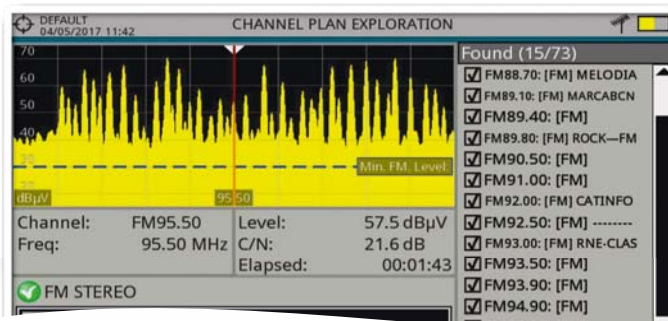 DEFAULT
04/05/2017 11:42
CHANNEL PLAN EXPLORATION
70
60
50
40
30
20
Min. FM. Level:
dBµV
95.50
Channel: FM95.50
Freq: 95.50 MHz
Level: 57.5 dBµV
C/N: 21.6 dB
Elapsed: 00:01:43
FM STEREO
Found (15/73)
FM88.70: [FM] MELODIA
FM89.10: [FM] MARCABCN
FM89.40: [FM]
FM89.80: [FM] ROCK—FM
FM90.50: [FM]
FM91.00: [FM]
FM92.00: [FM] CATINFO
FM92.50: [FM] --------
FM93.00: [FM] RNE-CLAS
FM93.50: [FM]
FM93.90: [FM]
FM94.90: [FM]